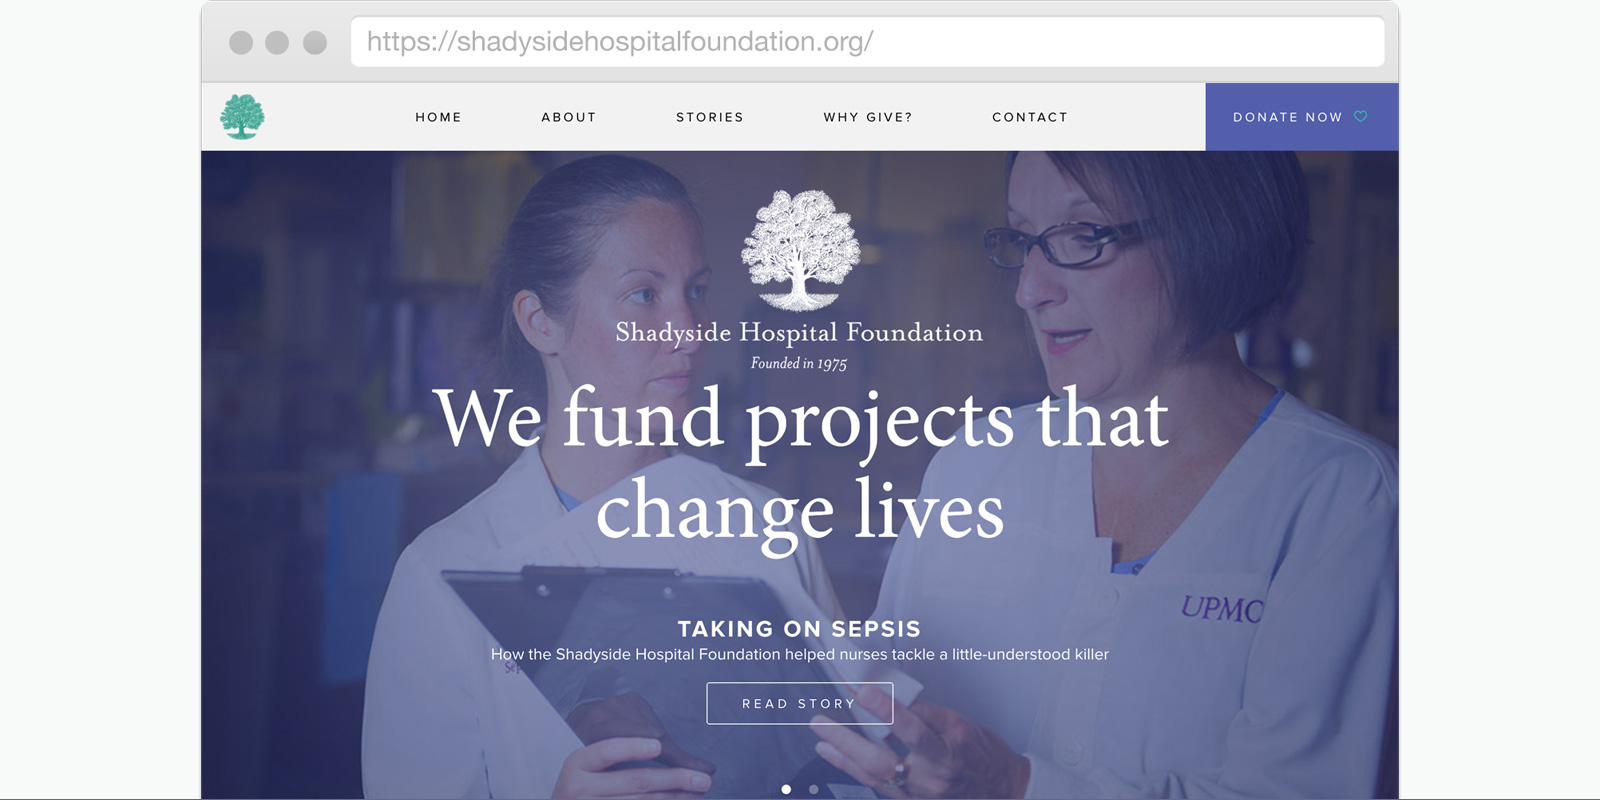 https://shadysidehospitalfoundation.org/
HOME ABOUT STORIES WHY GIVE? CONTACT DONATE NOW
Shadyside Hospital Foundation
Founded in 1975
We fund projects that
change lives
UPMC
TAKING ON SEPSIS
How the Shadyside Hospital Foundation helped nurses tackle a little-understood killer
READ STORY